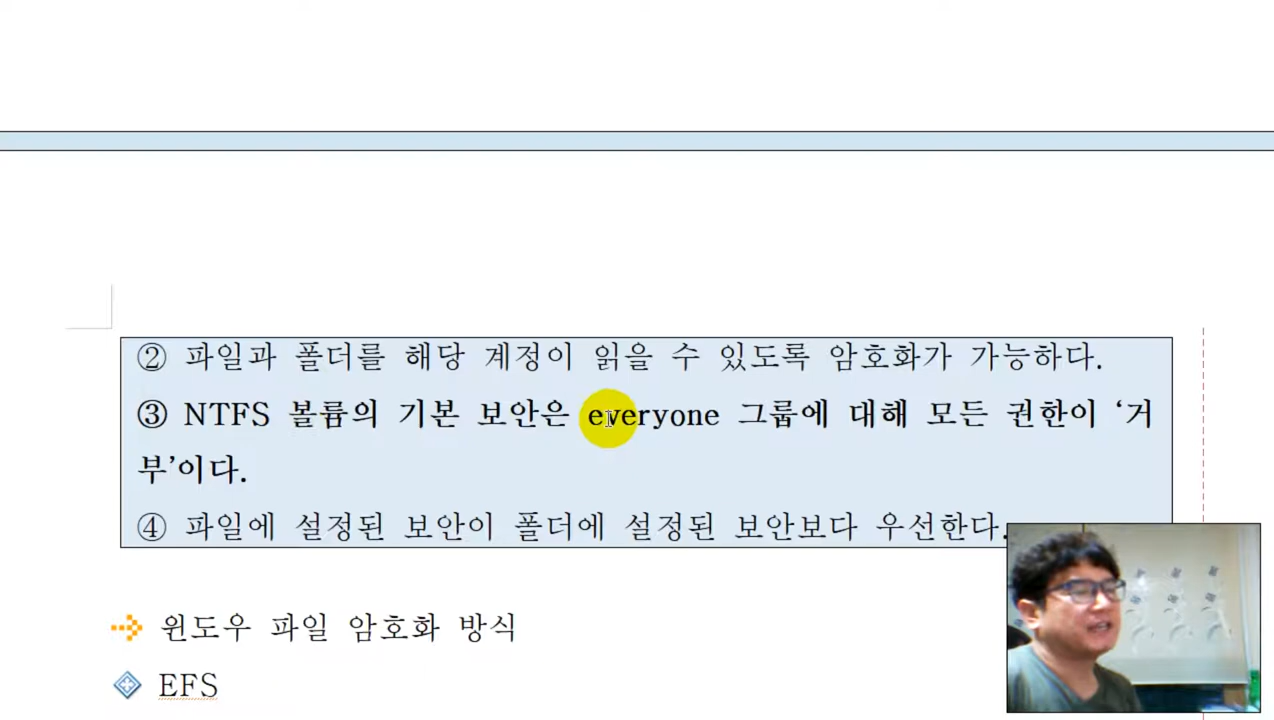 ② 파일과 폴더를 해당 계정이 읽을 수 있도록 암호화가 가능하다.
③ NTFS 볼륨의 기본 보안은 everyone 그룹에 대해 모든 권한이 ‘거
부’이다.
④ 파일에 설정된 보안이 폴더에 설정된 보안보다 우선한다.
윈도우 파일 암호화 방식
EFS